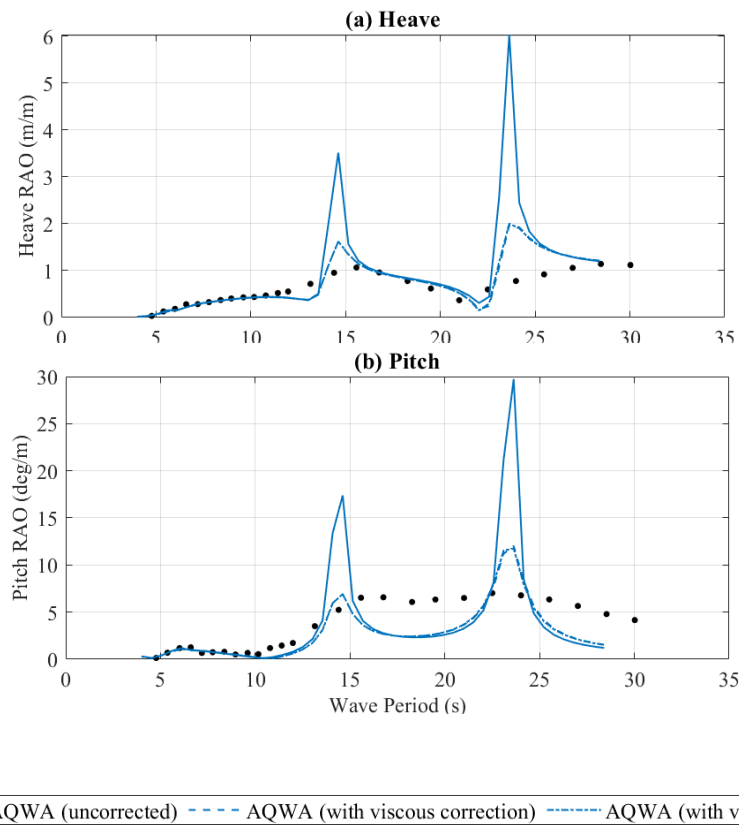 (a) Heave
6
5
4
3
2
1
0
Heave RAO (m/m)
0 5 10 15 20 25 30 35
(b) Pitch
30
25
20
15
10
5
0
Pitch RAO (deg/m)
0 5 10 15 20 25 30 35
Wave Period (s)
AQWA (uncorrected) AQWA (with viscous correction) AQWA (with v